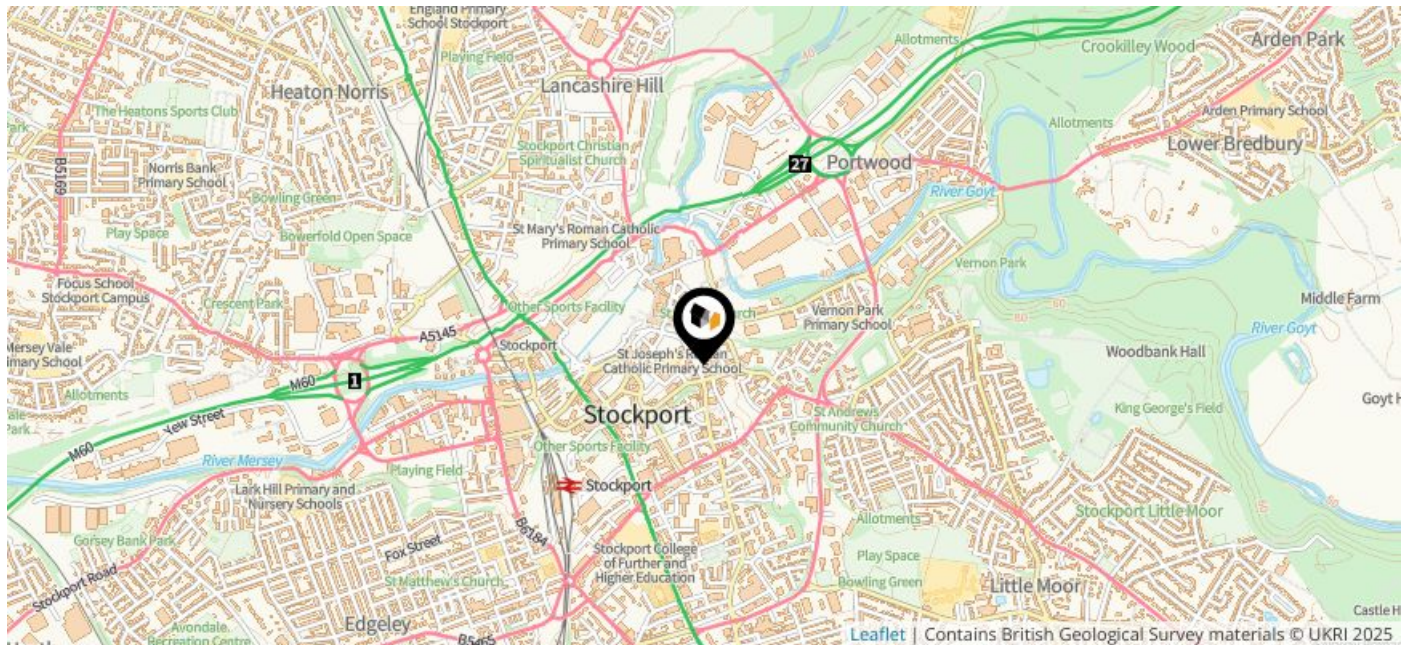 England Primary
School Stockport
Allotments
Crookilley Wood
Arden Park
Playing Field
Heaton Norris
Lancashire Hill
The Heatons Sports Club
Arden Primary School
Allotments
Lower Bredbury
B5169
Norris Bank
Primary School
Stockport Christian
Spiritualist Church
27
Portwood
Bowling Green
River Goyt
Play Space
Bowerfold Open Space
St Mary's Roman Catholic
Primary School
Vernon Park
Focus School
Stockport Campus
Crescent Park
Other Sports Facility
Vernon Park
Primary School
Middle Farm
River Goyt
A5145
Stockport
Mersey Vale
Primary School
St Joseph's Roman
Catholic Primary School
Woodbank Hall
M60
1
Allotments
Yew Street
Stockport
St Andrews
Community Church
King George's Field
Goyt H
M60
River Mersey
Playing Field
Other Sports Facility
Lark Hill Primary and
Nursery Schools
Stockport
B6184
Gorsey Bank Park
Fox Street
Allotments
Stockport Little Moor
Stockport Road
St Matthew's Church
Stockport College
of Further and
Higher Education
Play Space
Bowling Green
Little Moor
Avondale
Recreation Centre
Edgeley
B5465
Castle H
Leaflet | Contains British Geological Survey materials © UKRI 2025